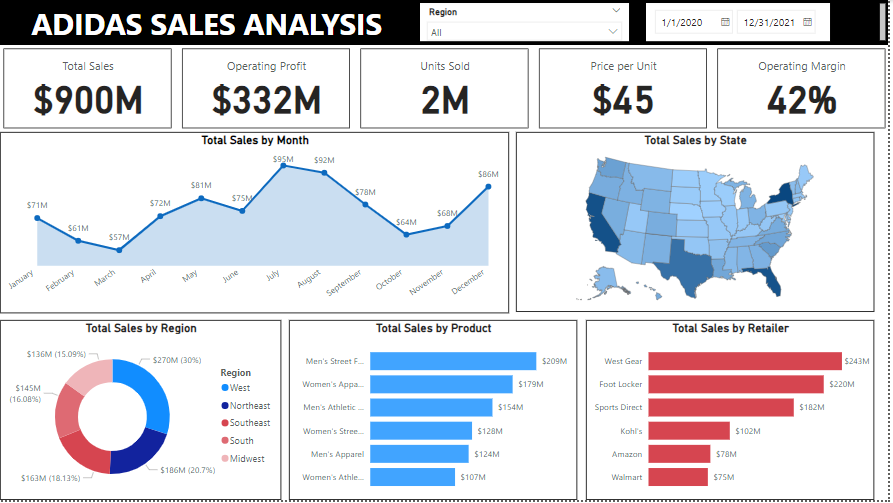 ADIDAS SALES ANALYSIS
Region
All
1/1/2020
12/31/2021
Total Sales
$900M
Operating Profit
$332M
Units Sold
2M
Price per Unit
$45
Operating Margin
42%
Total Sales by Month
$71M
$61M
$57M
$72M
$81M
$75M
$95M
$92M
$78M
$64M
$68M
$86M
January
February
March
April
May
June
July
August
September
October
November
December
Total Sales by State
Total Sales by Region
$136M (15.09%)
$270M (30%)
$145M
(16.08%)
$163M (18.13%)
$186M (20.7%)
Region
West
Northeast
Southeast
South
Midwest
Total Sales by Product
Men's Street F... $209M
Women's Appa... $179M
Men's Athletic ... $154M
Women's Stree... $128M
Men's Apparel $124M
Women's Athle... $107M
Total Sales by Retailer
West Gear $243M
Foot Locker $220M
Sports Direct $182M
Kohl's $102M
Amazon $78M
Walmart $75M